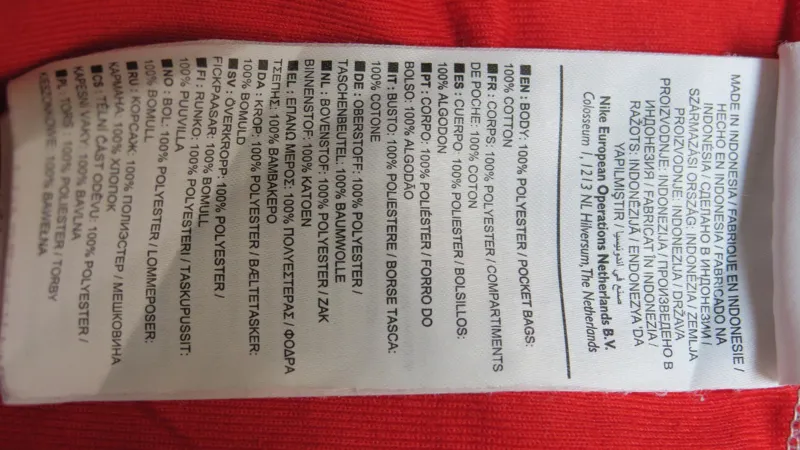 MADE IN INDONESIA / FABRIQUE EN INDONESIE /
HECHO EN INDONESIA / FABRICADO NA
INDONESIA / СДЕЛАНО В ИНДОНЕЗИИ /
SZÁRMAZÁSI ORSZÁG: INDONÉZIA / ZEMLJA
PROIZVODNJE: INDONEZIJA / DRŽAVA
PROIZVODNJE: INDONEZIJA / ПРОИЗВЕДЕНО В
ИНДОНЕЗИЯ / FABRICAT ÎN INDONEZIA /
RAŽOTS: INDONĒZIJĀ / ENDONEZYA 'DA
YAPILMIŞTIR / صنع في اندونيسيا
Nike European Operations Netherlands B.V.
Colosseum 1, 1213 NL Hilversum, The Netherlands
■EN: BODY: 100% POLYESTER / POCKET BAGS:
100% COTTON
■FR: CORPS: 100% POLYESTER / COMPARTIMENTS
DE POCHE: 100% COTON
■ES: CUERPO: 100% POLIESTER / BOLSILLOS:
100% ALGODON
■PT: CORPO: 100% POLIÉSTER / FORRO DO
BOLSO: 100% ALGODÃO
■IT: BUSTO: 100% POLIESTERE / BORSE TASCA:
100% COTONE
■DE: OBERSTOFF: 100% POLYESTER /
TASCHENBEUTEL: 100% BAUMWOLLE
■NL: BOVENSTOF: 100% POLYESTER / ZAK
BINNENSTOF: 100% KATOEN
■EL: ΕΠΑΝΩ ΜΕΡΟΣ: 100% ΠΟΛΥΕΣΤΕΡΑΣ / ΦΟΔΡΑ
ΤΣΕΠΗΣ: 100% ΒΑΜΒΑΚΕΡΟ
■DA: KROP: 100% POLYESTER / BÆLTETASKER:
100% BOMULD
■SV: ÖVERKROPP: 100% POLYESTER /
FICKPAASAR: 100% BOMULL
■FI: RUNKO: 100% POLYESTERI / TASKUPUSSIT:
100% PUUVILLA
■NO: BOL: 100% POLYESTER / LOMMEPOSER:
100% BOMULL
■RU: КОРСАЖ: 100% ПОЛИЭСТЕР / МЕШКОВИНА
КАРМАНА: 100% ХЛОПОК
■CS: TĚLNÍ ČÁST ODĚVU: 100% POLYESTER /
KAPESNÍ VAKY: 100% BAVLNA
■PL: TORS: 100% POLIESTER / TORBY
KIESZONKOWE: 100% BAWEŁNA